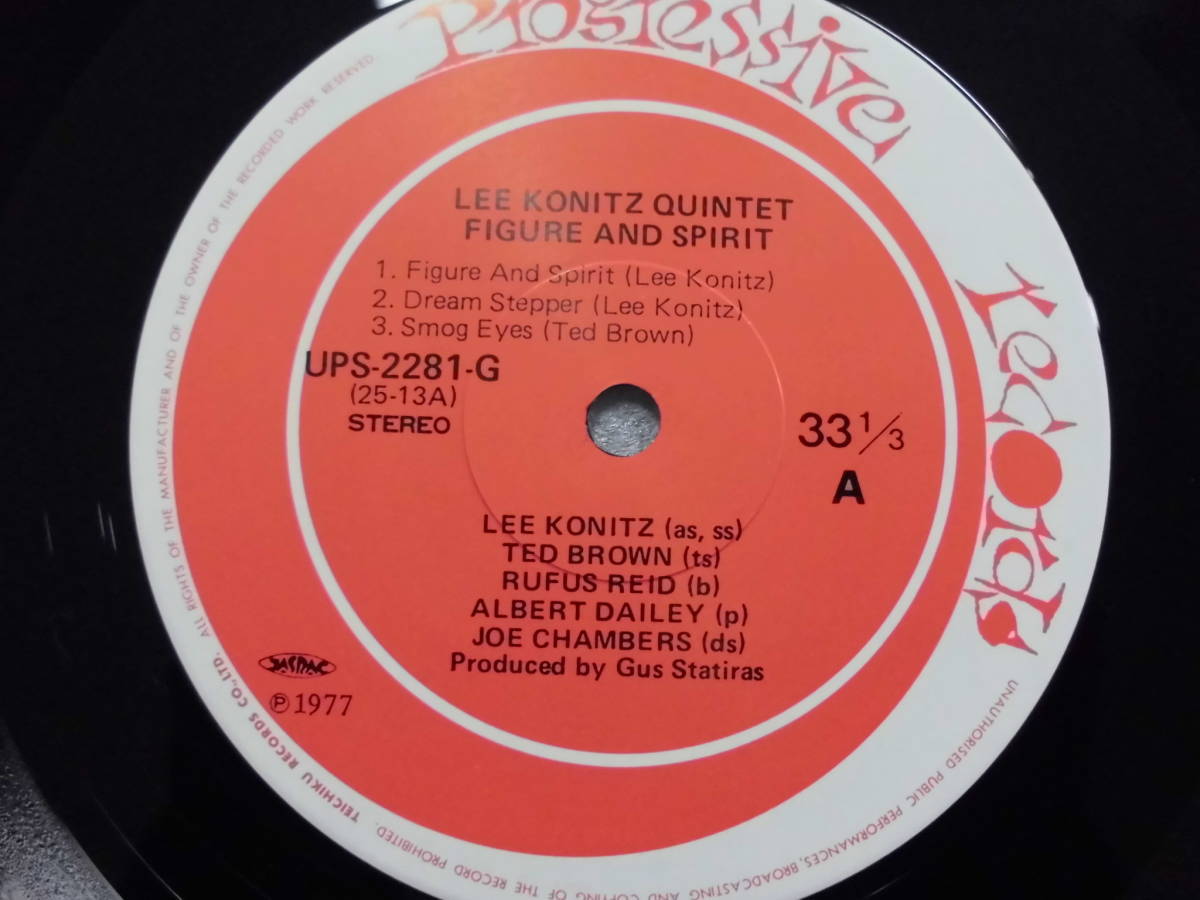 Progressive
records
LEE KONITZ QUINTET
FIGURE AND SPIRIT
1. Figure And Spirit (Lee Konitz)
2. Dream Stepper (Lee Konitz)
3. Smog Eyes (Ted Brown)
UPS-2281-G
(25-13A)
STEREO
33 1/3
A
LEE KONITZ (as, ss)
TED BROWN (ts)
RUFUS REID (b)
ALBERT DAILEY (p)
JOE CHAMBERS (ds)
Produced by Gus Statiras
JASRAC
℗1977
TEICHIKU RECORDS CO.,LTD. ALL RIGHTS OF THE MANUFACTURER AND OF THE OWNER OF THE RECORDED WORK RESERVED
UNAUTHORISED PUBLIC PERFORMANCES, BROADCASTING AND COPYING OF THE RECORD PROHIBITED.